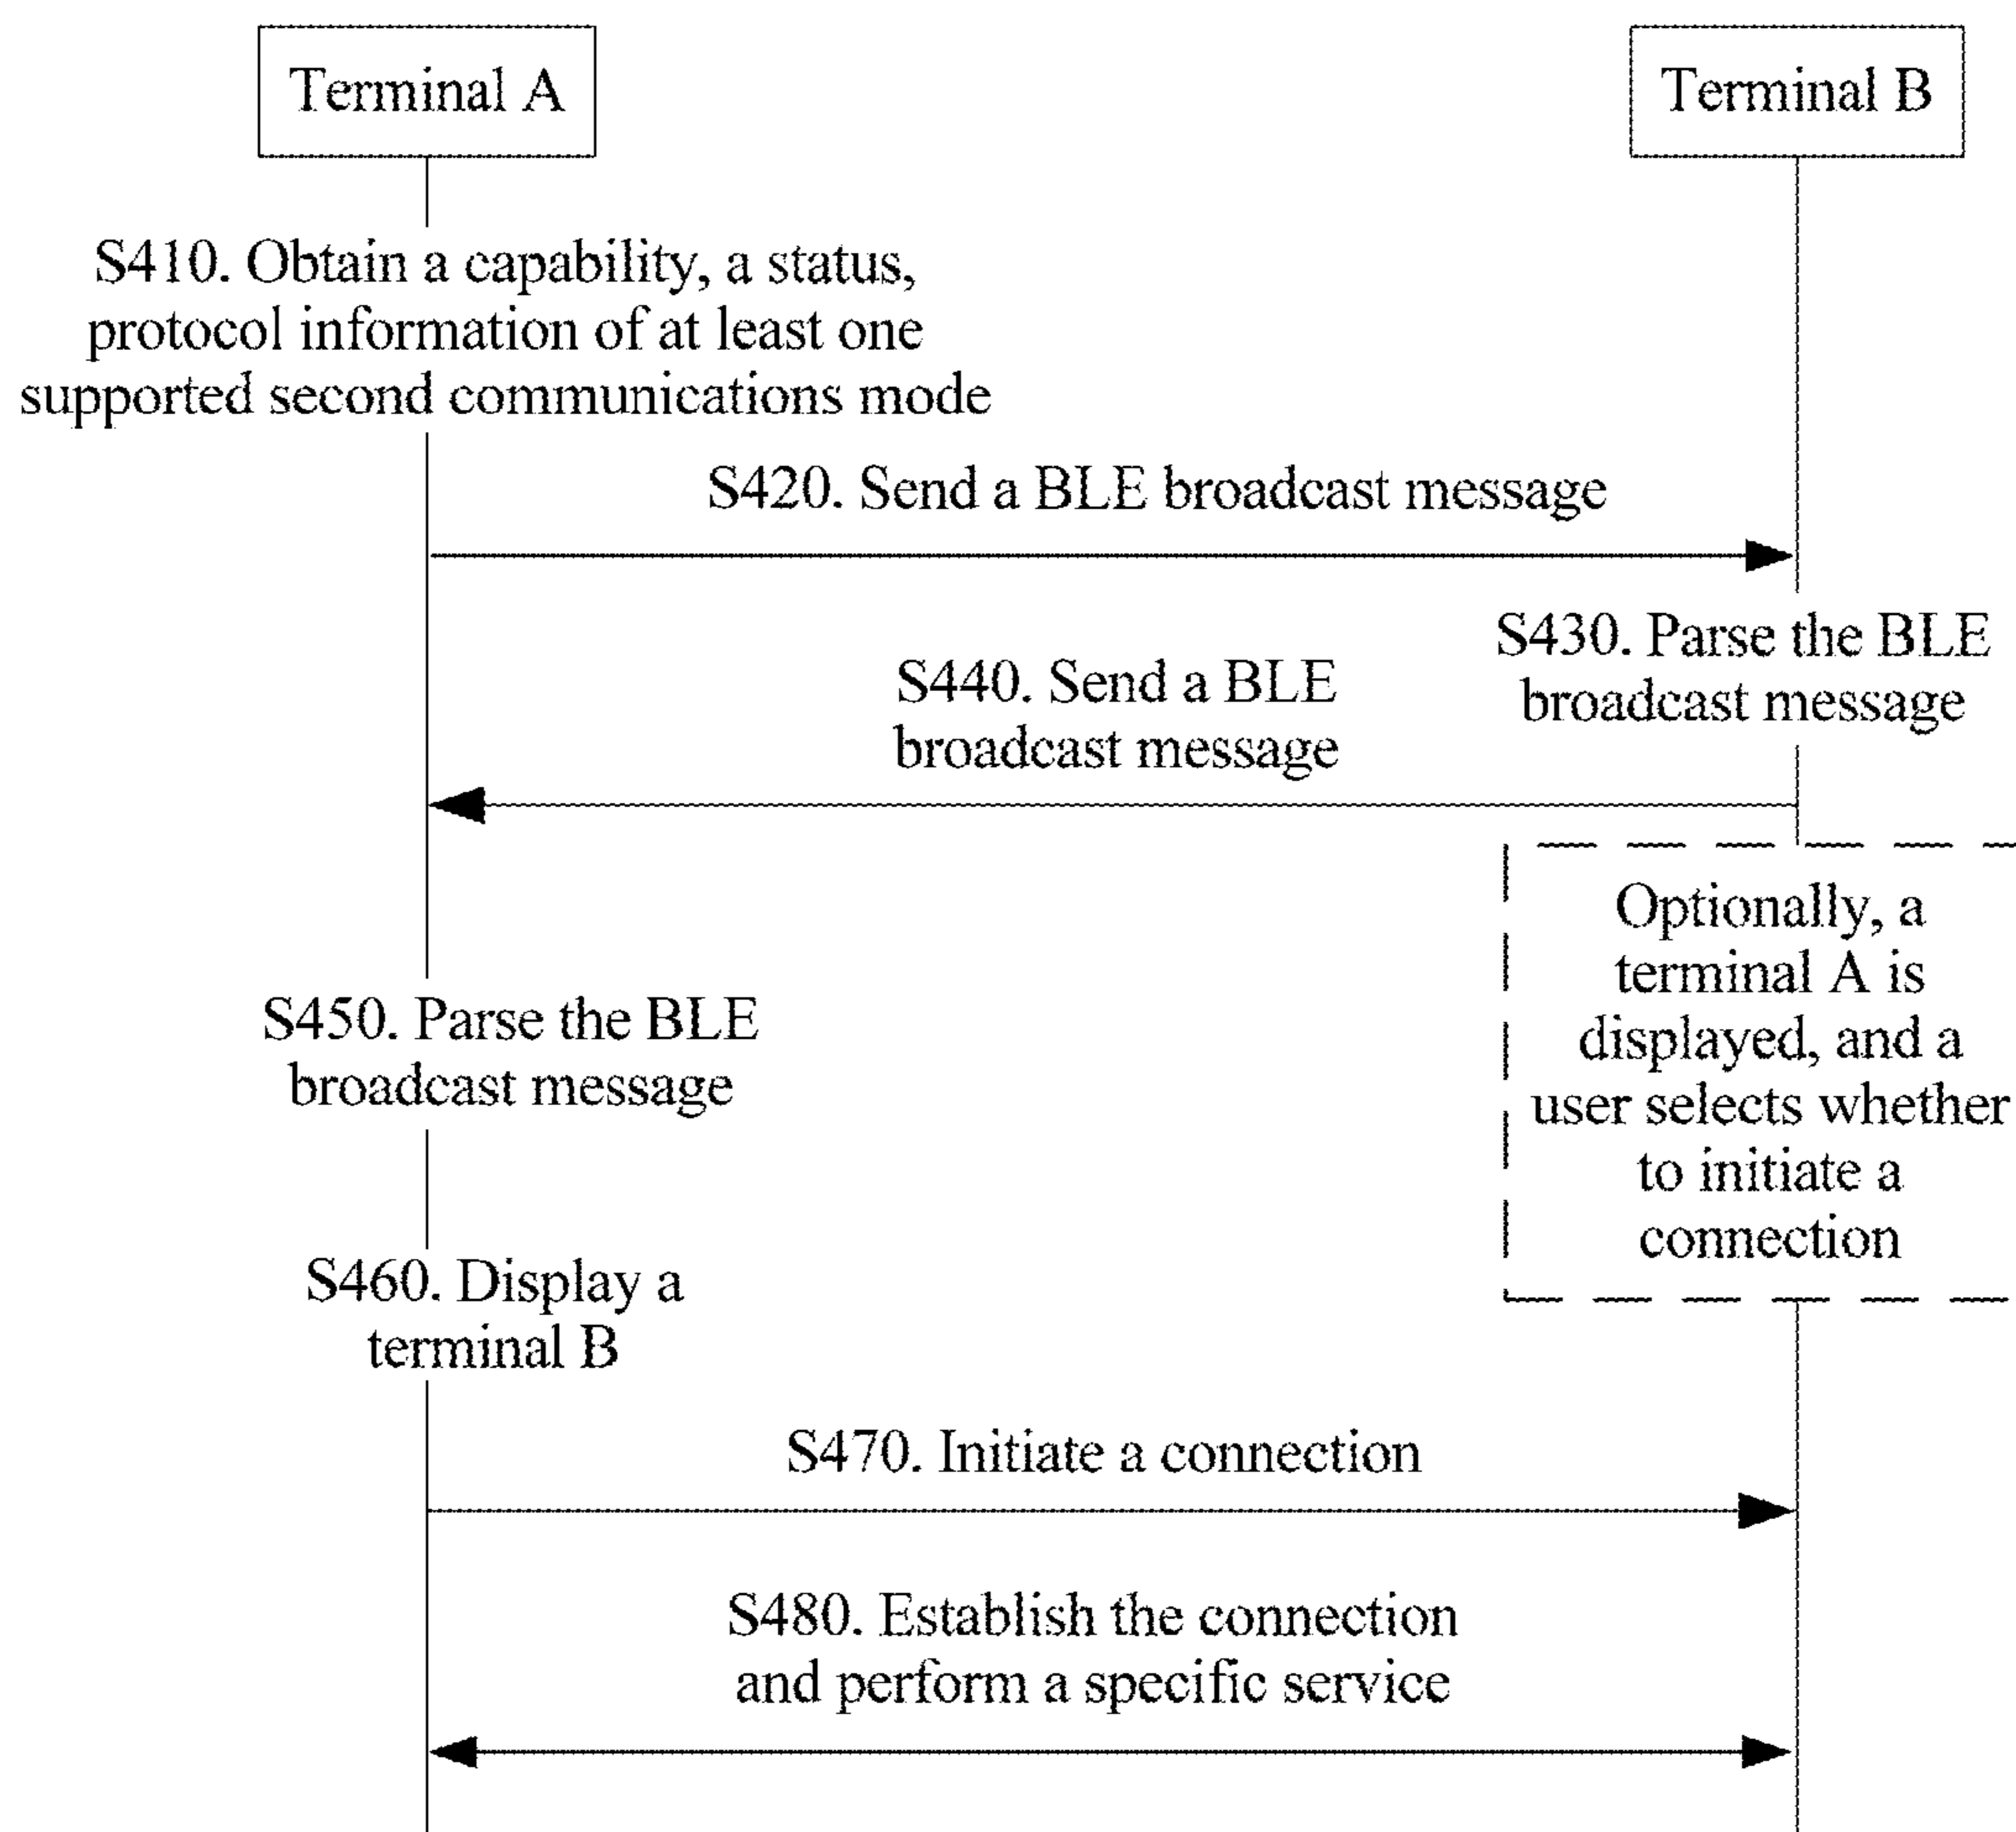 Terminal A
Terminal B
S410. Obtain a capability, a status,
protocol information of at least one
supported second communications mode
S420. Send a BLE broadcast message
S430. Parse the BLE
broadcast message
S440. Send a BLE
broadcast message
Optionally, a
terminal A is
displayed, and a
user selects whether
to initiate a
connection
S450. Parse the BLE
broadcast message
S460. Display a
terminal B
S470. Initiate a connection
S480. Establish the connection
and perform a specific service